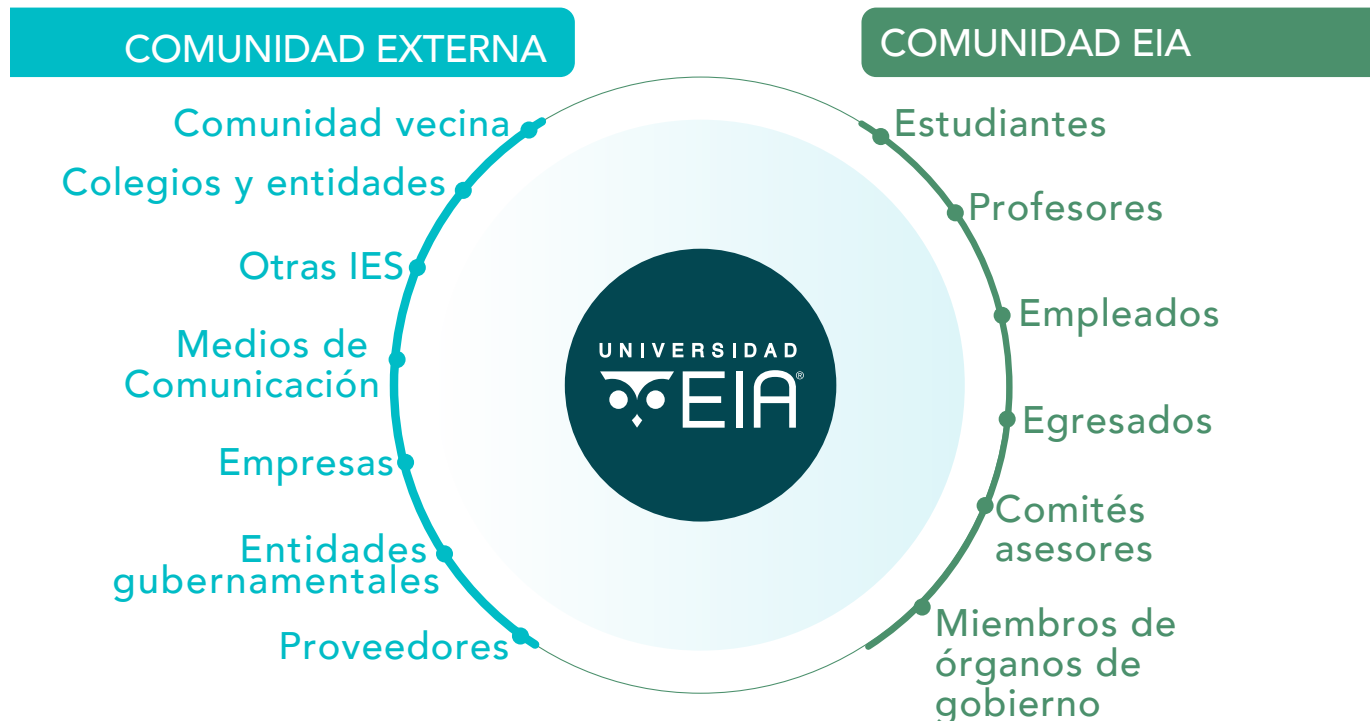 COMUNIDAD EXTERNA
Comunidad vecina
Colegios y entidades
Otras IES
Medios de
Comunicación
Empresas
Entidades
gubernamentales
Proveedores
UNIVERSIDAD
EIA®
COMUNIDAD EIA
Estudiantes
Profesores
Empleados
Egresados
Comités
asesores
Miembros de
órganos de
gobierno